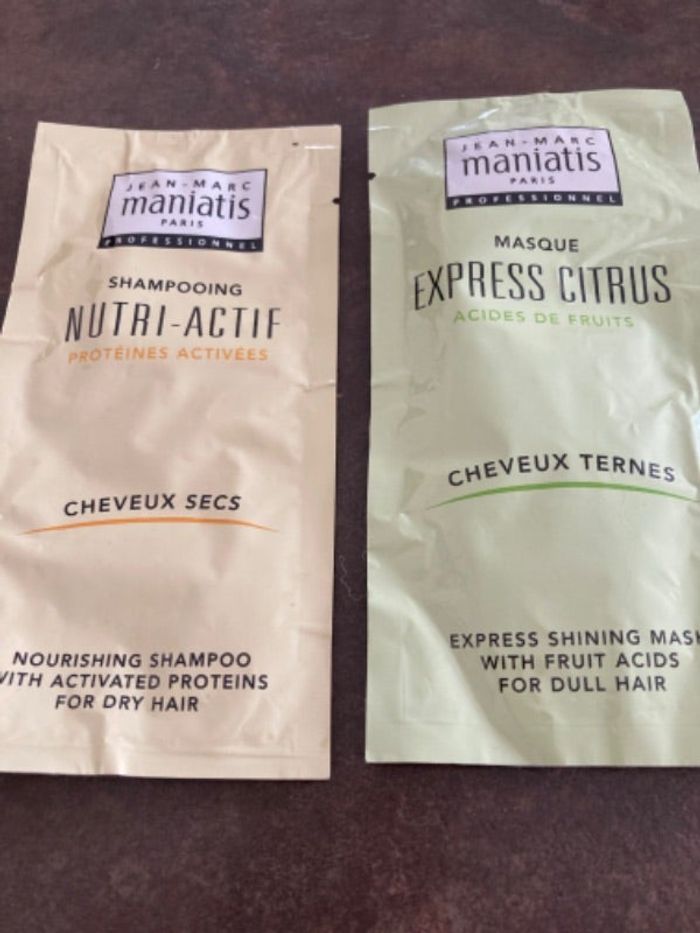 JEAN-MARC
maniatis
PARIS
PROFESSIONNEL
SHAMPOOING
NUTRI-ACTIF
PROTÉINES ACTIVÉES
CHEVEUX SECS
NOURISHING SHAMPOO
WITH ACTIVATED PROTEINS
FOR DRY HAIR
JEAN-MARC
maniatis
PARIS
PROFESSIONNEL
MASQUE
EXPRESS CITRUS
ACIDES DE FRUITS
CHEVEUX TERNES
EXPRESS SHINING MASK
WITH FRUIT ACIDS
FOR DULL HAIR